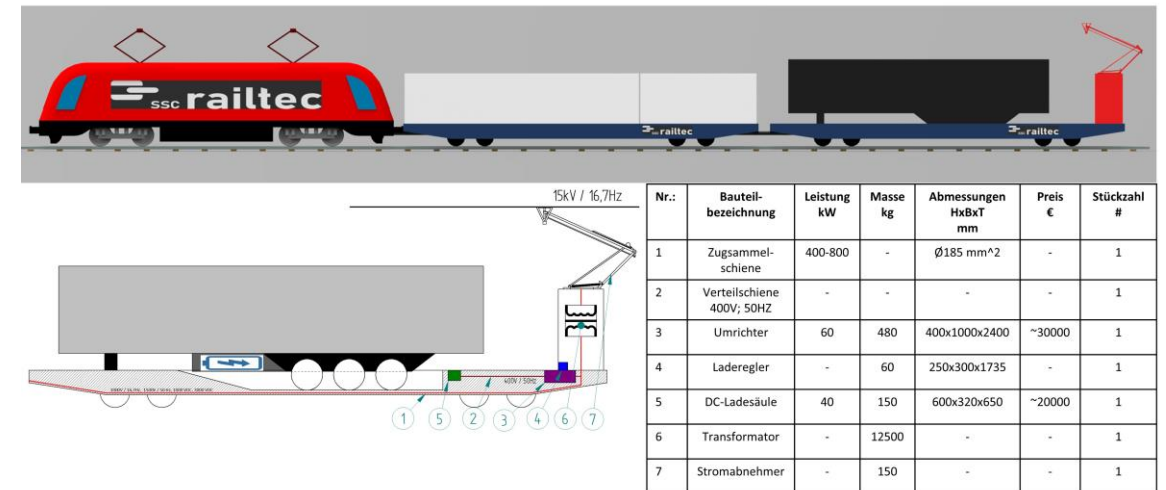 ssc railtec
railtec
railtec
15kV / 16,7Hz
400V / 50Hz
1 5 2 3 4 6 7
Nr.: Bauteil-bezeichnung Leistung kW Masse kg Abmessungen HxBxT mm Preis € Stückzahl #
1 Zugsammel-schiene 400-800 - Ø185 mm^2 - 1
2 Verteilschiene 400V; 50HZ - - - - 1
3 Umrichter 60 480 400x1000x2400 ~30000 1
4 Laderegler - 60 250x300x1735 - 1
5 DC-Ladesäule 40 150 600x320x650 ~20000 1
6 Transformator - 12500 - - 1
7 Stromabnehmer - 150 - - 1